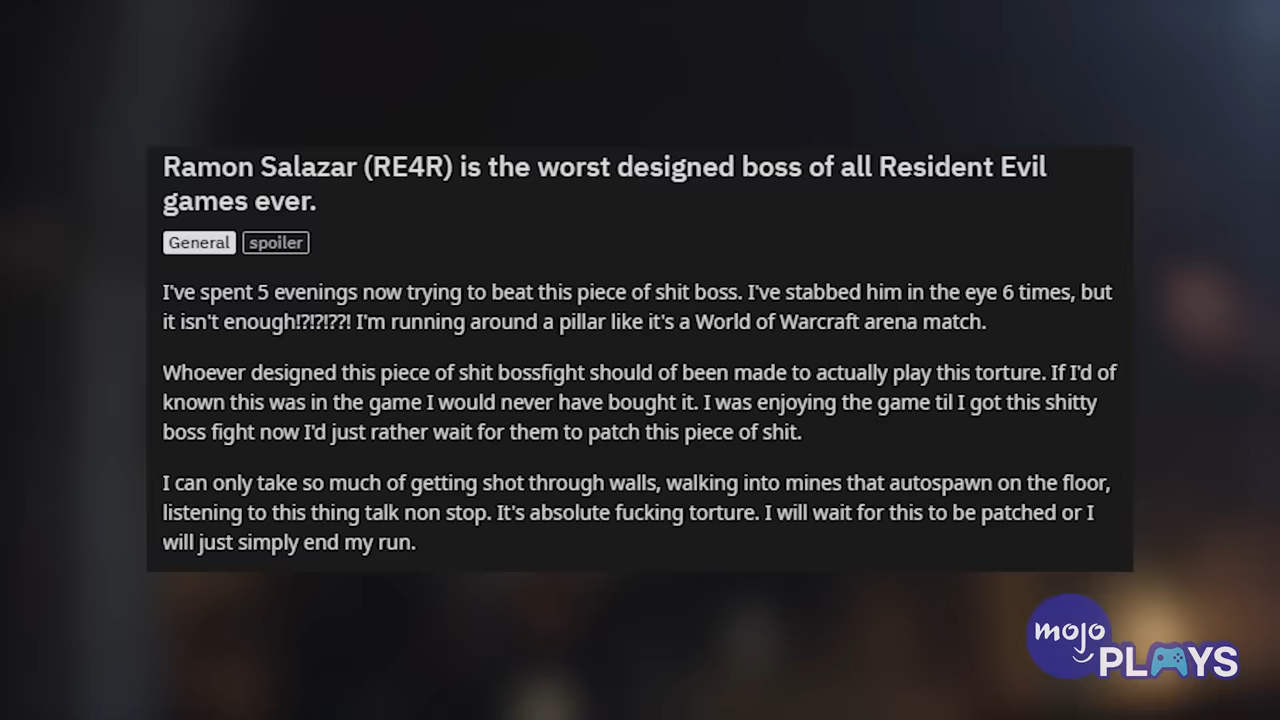 Ramon Salazar (RE4R) is the worst designed boss of all Resident Evil
games ever.
General spoiler
I've spent 5 evenings now trying to beat this piece of shit boss. I've stabbed him in the eye 6 times, but
it isn't enough!?!?!??! I'm running around a pillar like it's a World of Warcraft arena match.
Whoever designed this piece of shit bossfight should of been made to actually play this torture. If I'd of
known this was in the game I would never have bought it. I was enjoying the game til I got this shitty
boss fight now I'd just rather wait for them to patch this piece of shit.
I can only take so much of getting shot through walls, walking into mines that autospawn on the floor,
listening to this thing talk non stop. It's absolute fucking torture. I will wait for this to be patched or I
will just simply end my run.
mojo
PLAYS